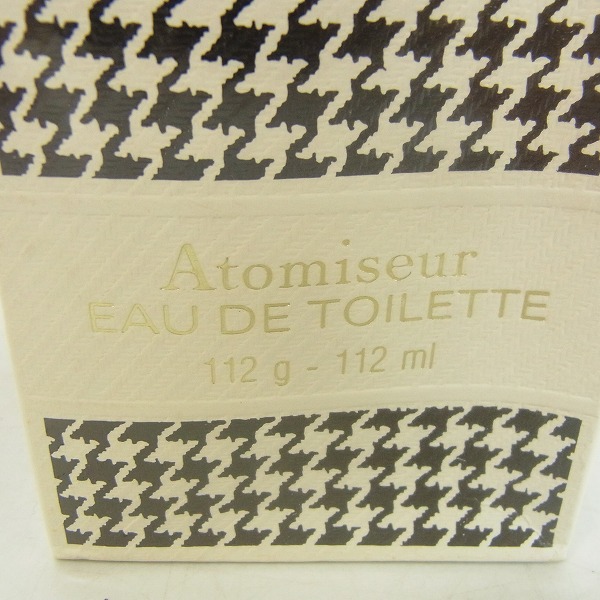 Atomiseur
EAU DE TOILETTE
112 g - 112 ml